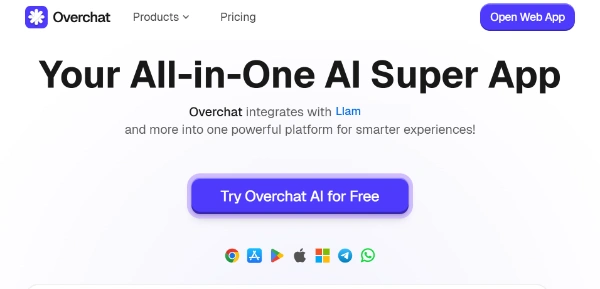 Overchat
Products
Pricing
Open Web App
Your All-in-One AI Super App
Overchat integrates with Llam
and more into one powerful platform for smarter experiences!
Try Overchat AI for Free